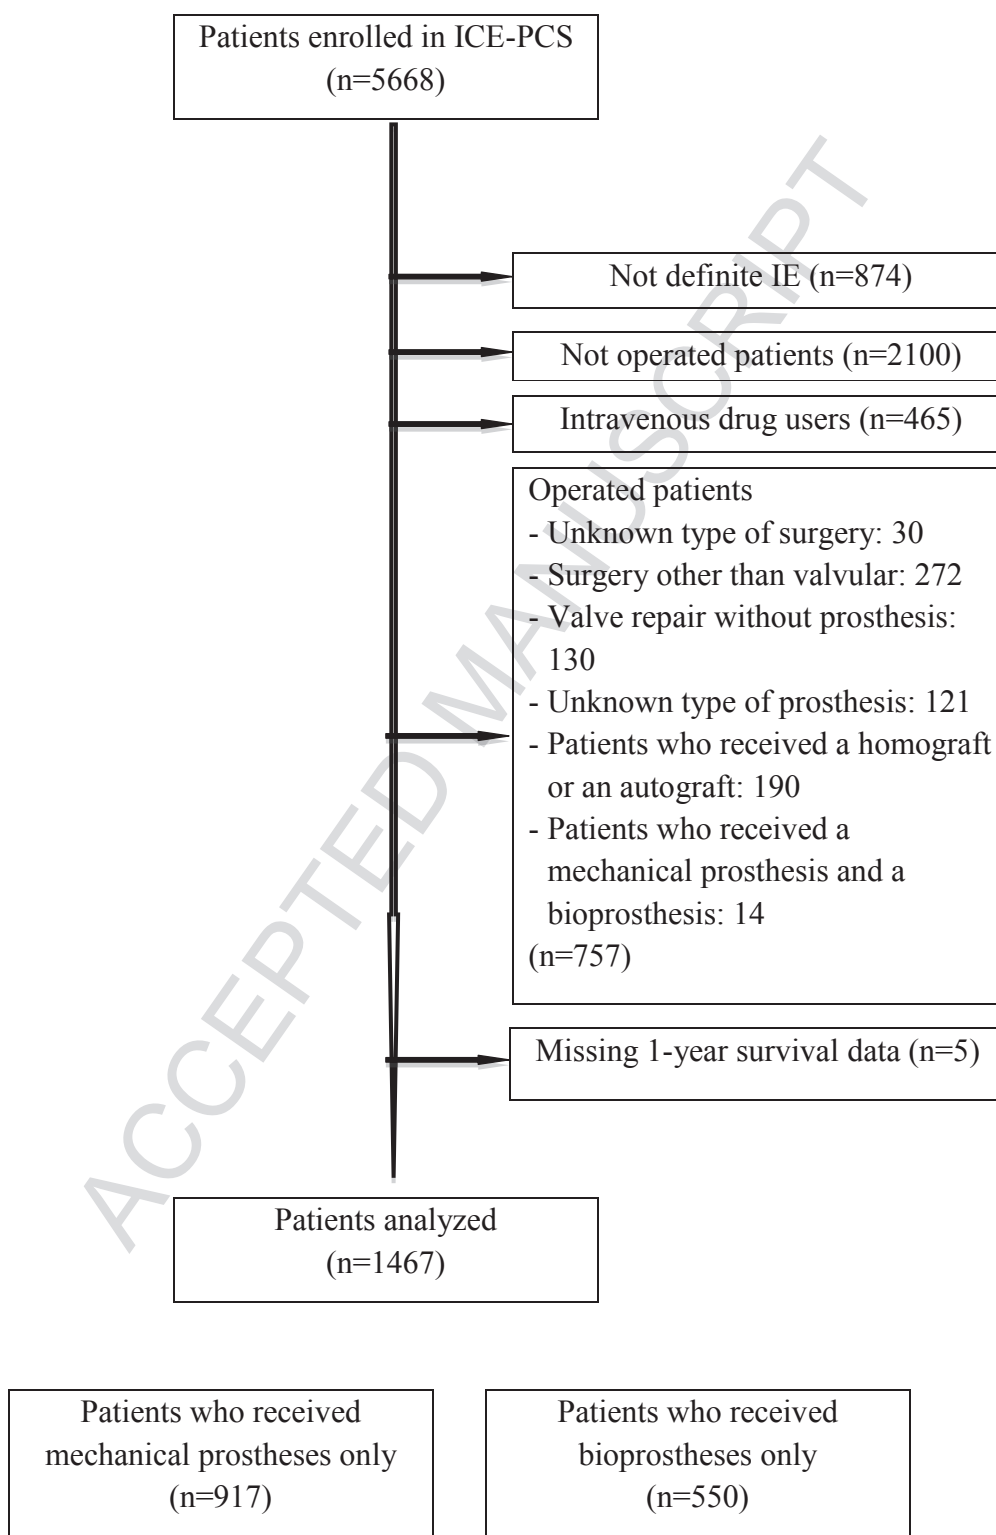 Patients enrolled in ICE-PCS
(n=5668)
Not definite IE (n=874)
Not operated patients (n=2100)
Intravenous drug users (n=465)
Operated patients
- Unknown type of surgery: 30
- Surgery other than valvular: 272
- Valve repair without prosthesis:
130
- Unknown type of prosthesis: 121
- Patients who received a homograft
or an autograft: 190
- Patients who received a
mechanical prosthesis and a
bioprosthesis: 14
(n=757)
Missing 1-year survival data (n=5)
Patients analyzed
(n=1467)
Patients who received
mechanical prostheses only
(n=917)
Patients who received
bioprostheses only
(n=550)
ACCEPTED MANUSCRIPT